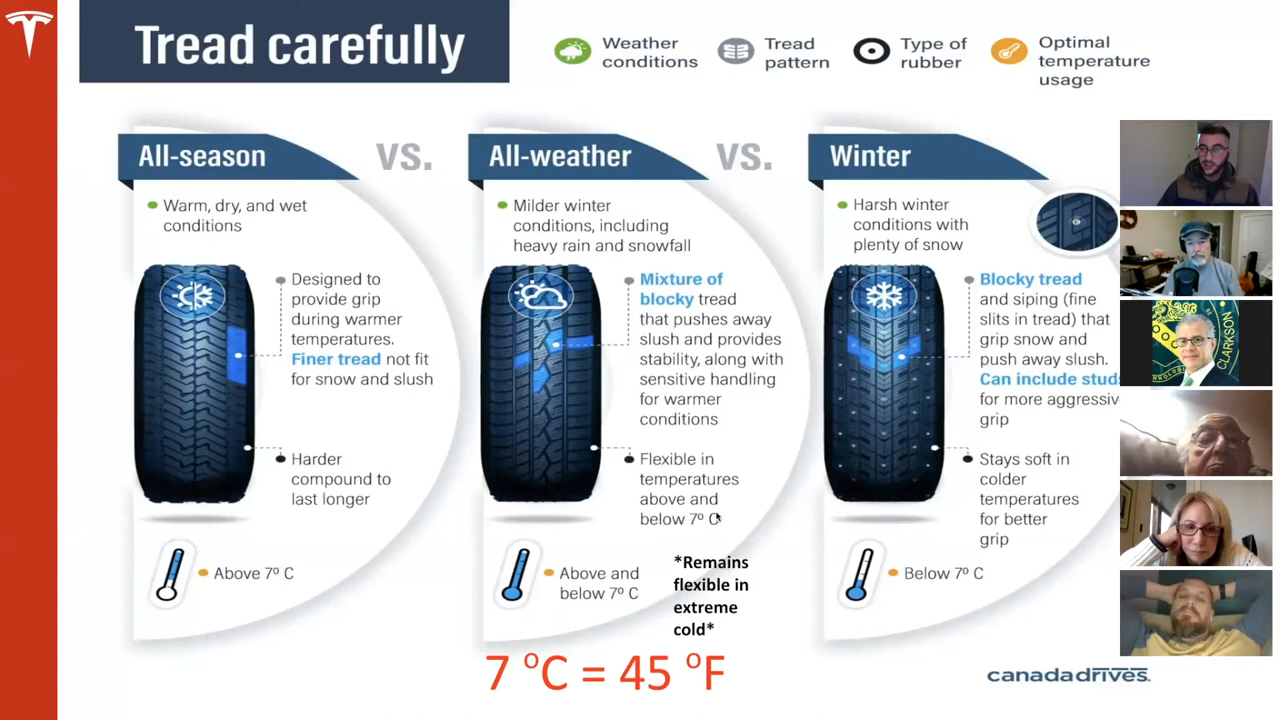 Tread carefully
Weather
conditions
Tread
pattern
Type of
rubber
Optimal
temperature
usage
All-season
VS.
All-weather
VS.
Winter
Warm, dry, and wet
conditions
Designed to
provide grip
during warmer
temperatures.
Finer tread not fit
for snow and slush
Harder
compound to
last longer
Above 7º C
Milder winter
conditions, including
heavy rain and snowfall
Mixture of
blocky tread
that pushes away
slush and provides
stability, along with
sensitive handling
for warmer
conditions
Flexible in
temperatures
above and
below 7º C
Above and
below 7º C
*Remains
flexible in
extreme
cold*
Harsh winter
conditions with
plenty of snow
Blocky tread
and siping (fine
slits in tread) that
grip snow and
push away slush.
Can include stud
for more aggressiv
grip
Stays soft in
colder
temperatures
for better
grip
Below 7º C
7 ºC = 45 ºF
canadadrives.
CLARKSON